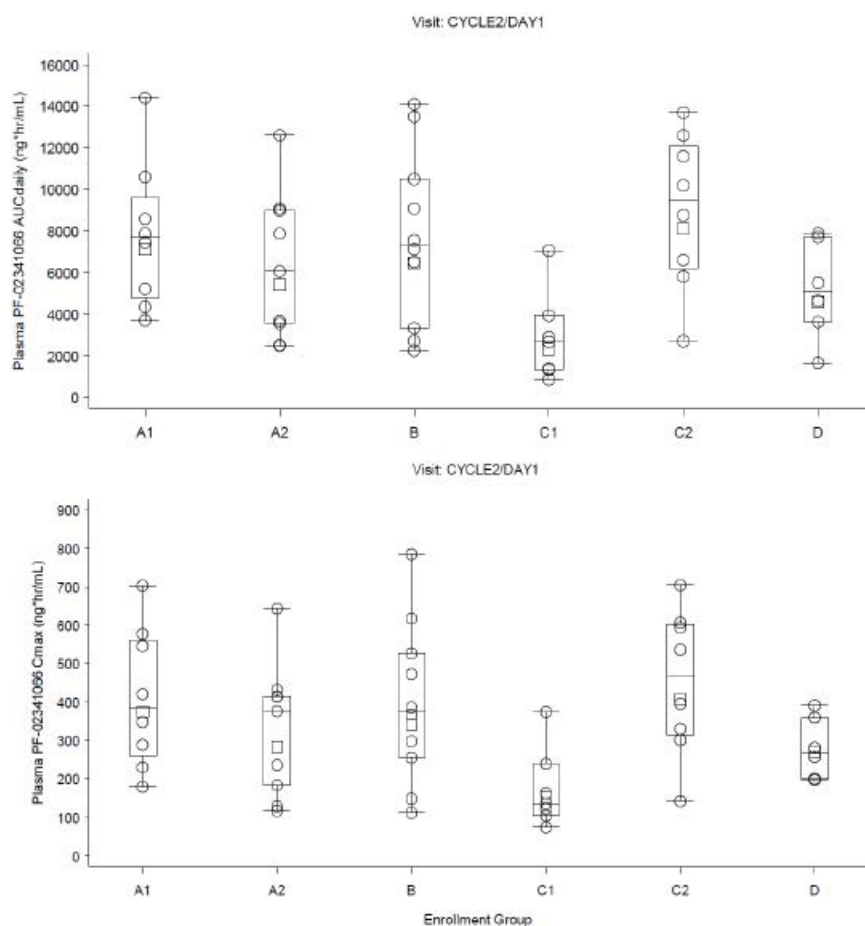 Visit: CYCLE2/DAY1
Plasma PF-02341066 AUCdaily (ng*hr/mL)
16000
14000
12000
10000
8000
6000
4000
2000
0
A1 A2 B C1 C2 D
Visit: CYCLE2/DAY1
Plasma PF-02341066 Cmax (ng*hr/mL)
900
800
700
600
500
400
300
200
100
0
A1 A2 B C1 C2 D
Enrollment Group